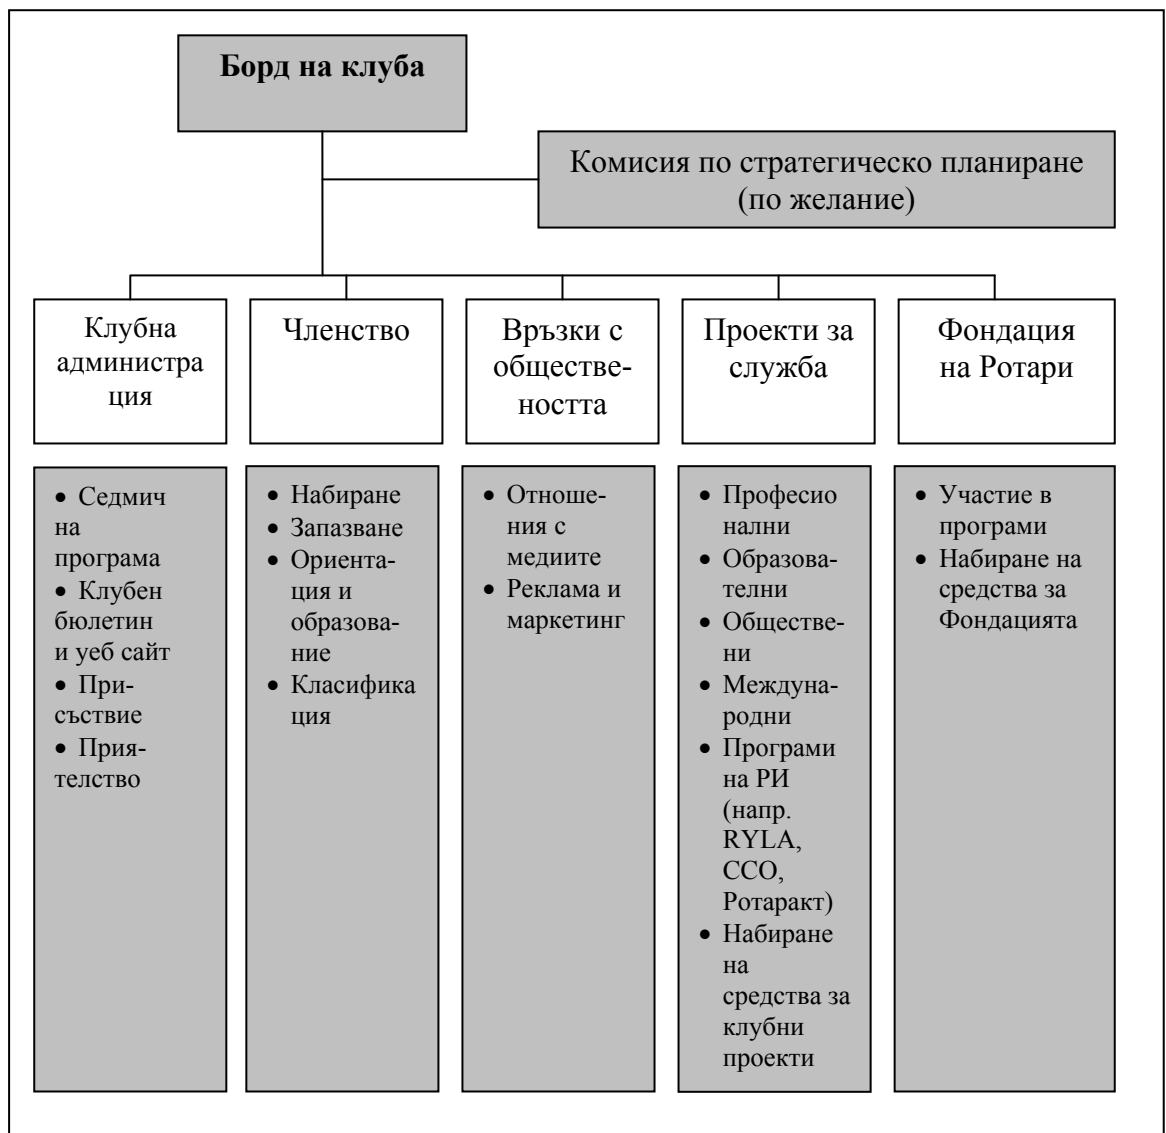 Борд на клуба
Комисия по стратегическо планиране
(по желание)
Клубна
администра
ция
Членство
Връзки с
обществе-
ността
Проекти за
служба
Фондация
на Ротари
• Седмич
на
програма
• Клубен
бюлетин
и уеб сайт
• При-
съствие
• Прия-
телство
• Набиране
• Запазване
• Ориента-
ция и
образова-
ние
• Класифика
ция
• Отноше-
ния с
медиите
• Реклама и
маркетинг
• Професио
нални
• Образова-
телни
• Обществе-
ни
• Междуна-
родни
• Програми
на РИ
(напр.
RYLA,
ССО,
Ротаракт)
• Набиране
на
средства за
клубни
проекти
• Участие в
програми
• Набиране на
средства за
Фондацията